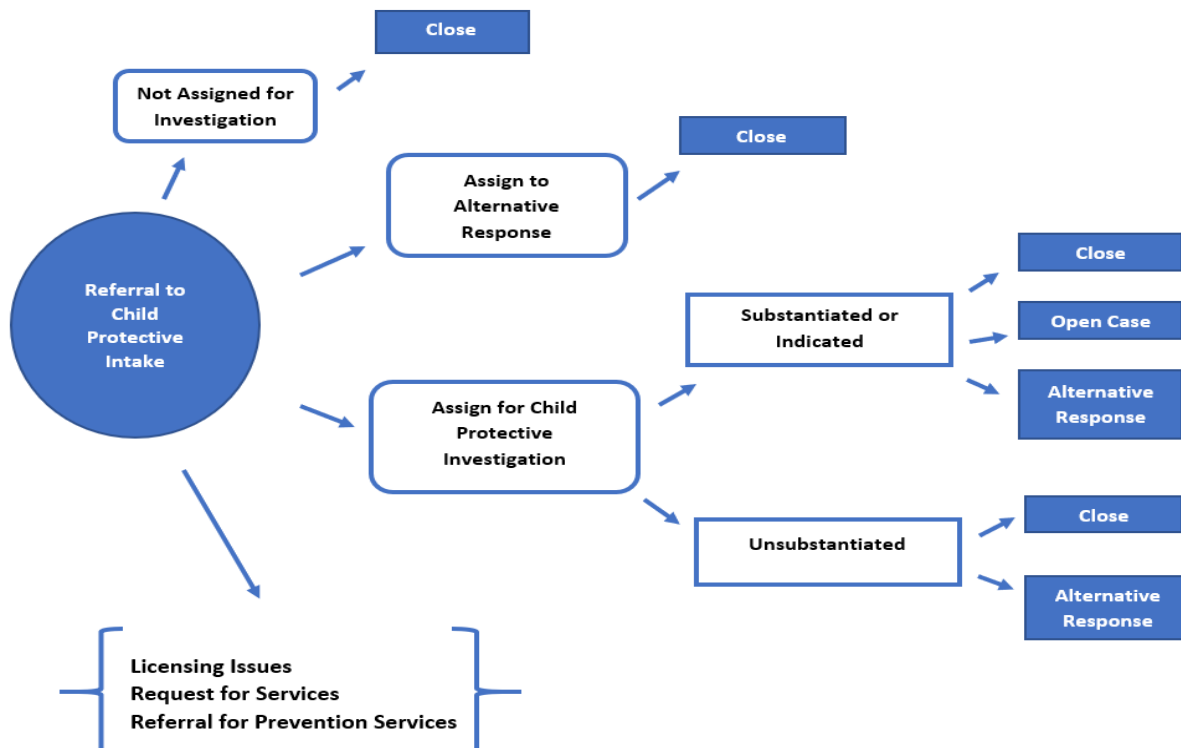 Close
Not Assigned for
Investigation
Close
Assign to
Alternative
Response
Referral to
Child
Protective
Intake
Close
Substantiated or
Indicated
Open Case
Alternative
Response
Assign for Child
Protective
Investigation
Unsubstantiated
Close
Alternative
Response
Licensing Issues
Request for Services
Referral for Prevention Services